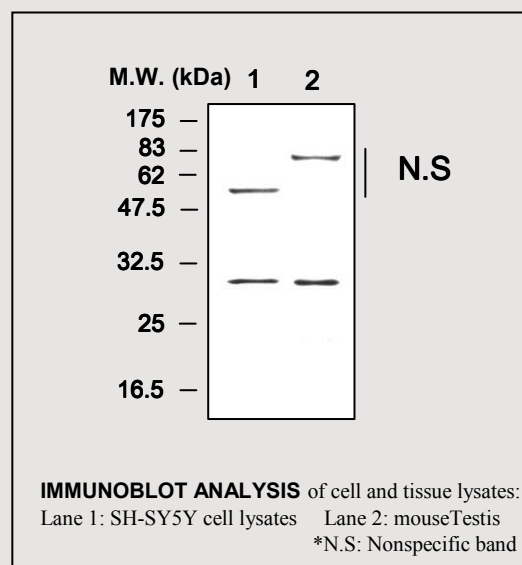 M.W. (kDa) 1 2
175 –
83 –
62 –
47.5 –
32.5 –
25 –
16.5 –
N.S
IMMUNOBLOT ANALYSIS of cell and tissue lysates:
Lane 1: SH-SY5Y cell lysates Lane 2: mouseTestis
*N.S: Nonspecific band